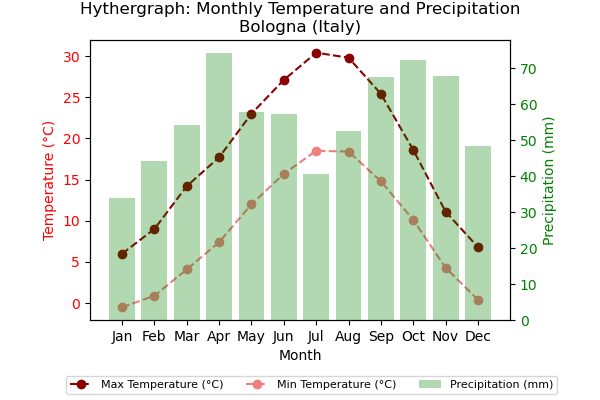 Hythergraph: Monthly Temperature and Precipitation
Bologna (Italy)
Temperature (°C)
30
25
20
15
10
5
0
Precipitation (mm)
70
60
50
40
30
20
10
0
Jan Feb Mar Apr May Jun Jul Aug Sep Oct Nov Dec
Month
Max Temperature (°C) Min Temperature (°C) Precipitation (mm)